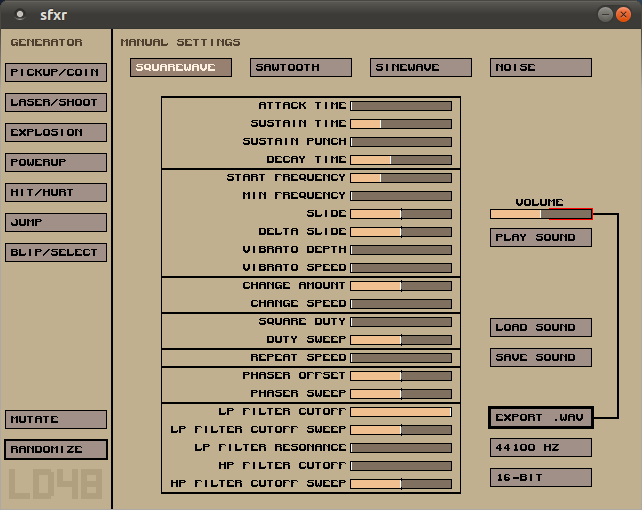 sfxr
GENERATOR
PICKUP/COIN
LASER/SHOOT
EXPLOSION
POWERUP
HIT/HURT
JUMP
BLIP/SELECT
MUTATE
RANDOMIZE
LD48
MANUAL SETTINGS
SQUAREWAVE
SAWTOOTH
SINEWAVE
NOISE
ATTACK TIME
SUSTAIN TIME
SUSTAIN PUNCH
DECAY TIME
START FREQUENCY
MIN FREQUENCY
SLIDE
DELTA SLIDE
VIBRATO DEPTH
VIBRATO SPEED
CHANGE AMOUNT
CHANGE SPEED
SQUARE DUTY
DUTY SWEEP
REPEAT SPEED
PHASER OFFSET
PHASER SWEEP
LP FILTER CUTOFF
LP FILTER CUTOFF SWEEP
LP FILTER RESONANCE
HP FILTER CUTOFF
HP FILTER CUTOFF SWEEP
VOLUME
PLAY SOUND
LOAD SOUND
SAVE SOUND
EXPORT .WAV
44100 HZ
16-BIT